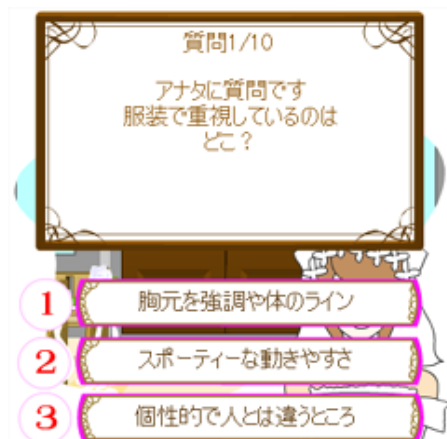 質問1/10
アナタに質問です
服装で重視しているのは
どこ？
1 胸元を強調や体のライン
2 スポーティーな動きやすさ
3 個性的で人とは違うところ